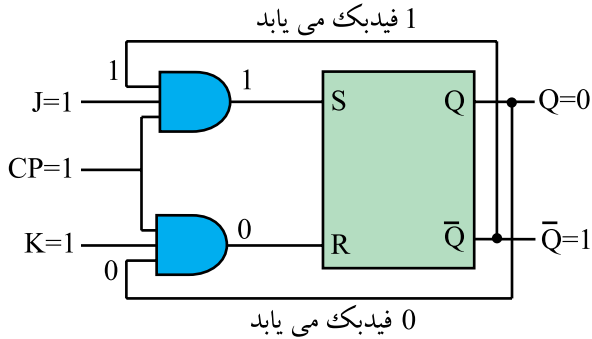 1 فیدبک می یابد
1
1
J=1
S
Q
Q=0
CP=1
K=1
0
0
R
Q̅
Q̅=1
0 فیدبک می یابد